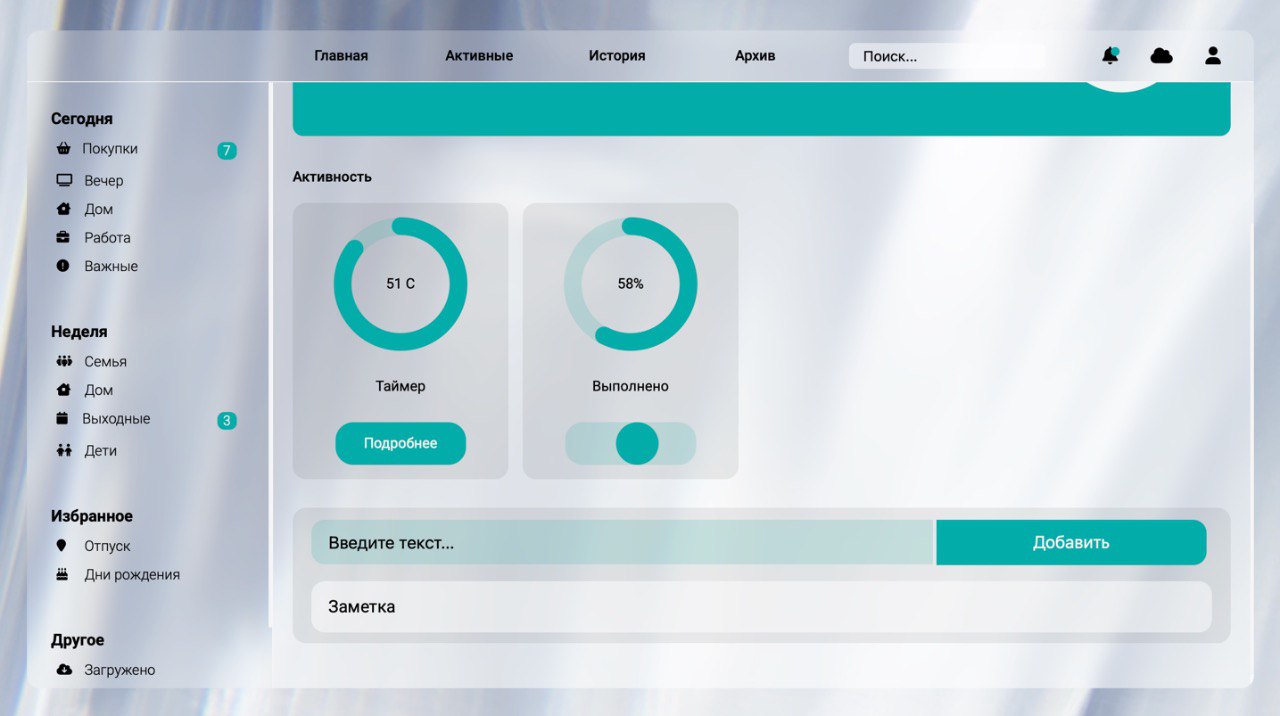 Главная Активные История Архив Поиск...
Сегодня
Покупки 7
Вечер
Дом
Работа
Важные
Неделя
Семья
Дом
Выходные 3
Дети
Избранное
Отпуск
Дни рождения
Другое
Загружено
Активность
51 С 58%
Таймер Выполнено
Подробнее
Введите текст... Добавить
Заметка